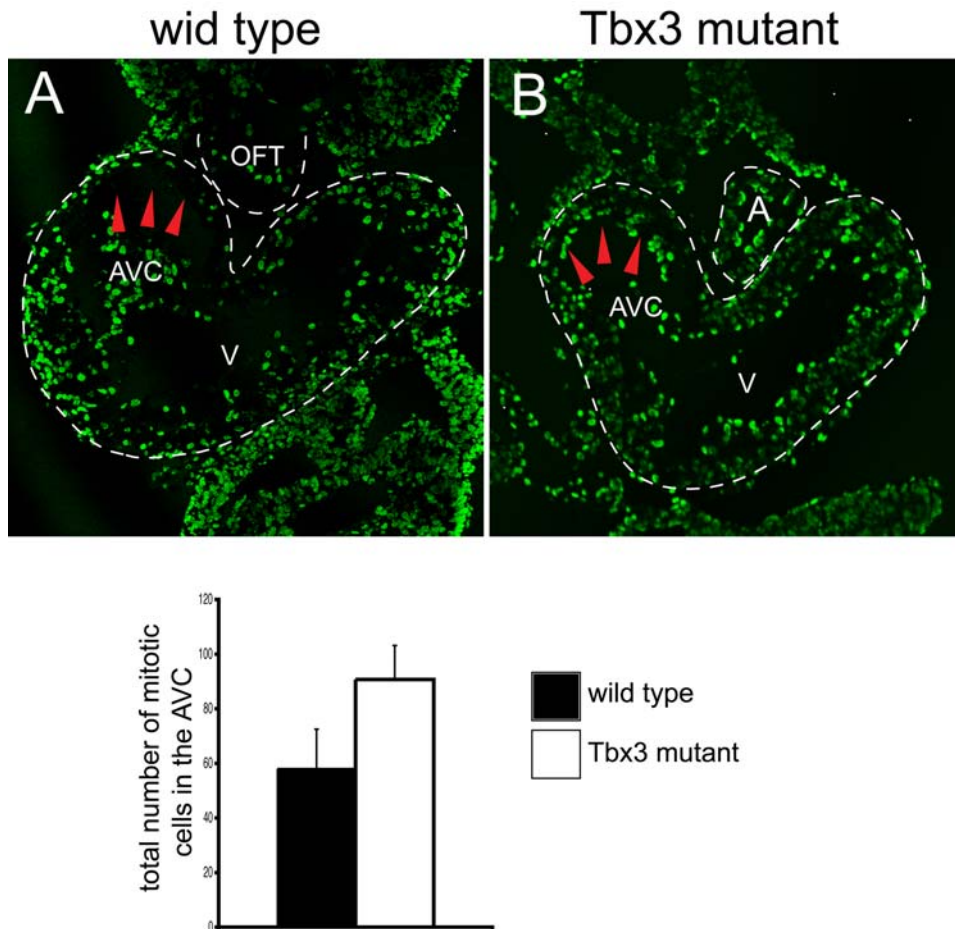 wid type
Tbx3 mutant
A
B
OFT
A
AVC
AVC
V
V
120
100
80
60
40
20
0
total number of mitotic
cells in the AVC
wild type
Tbx3 mutant